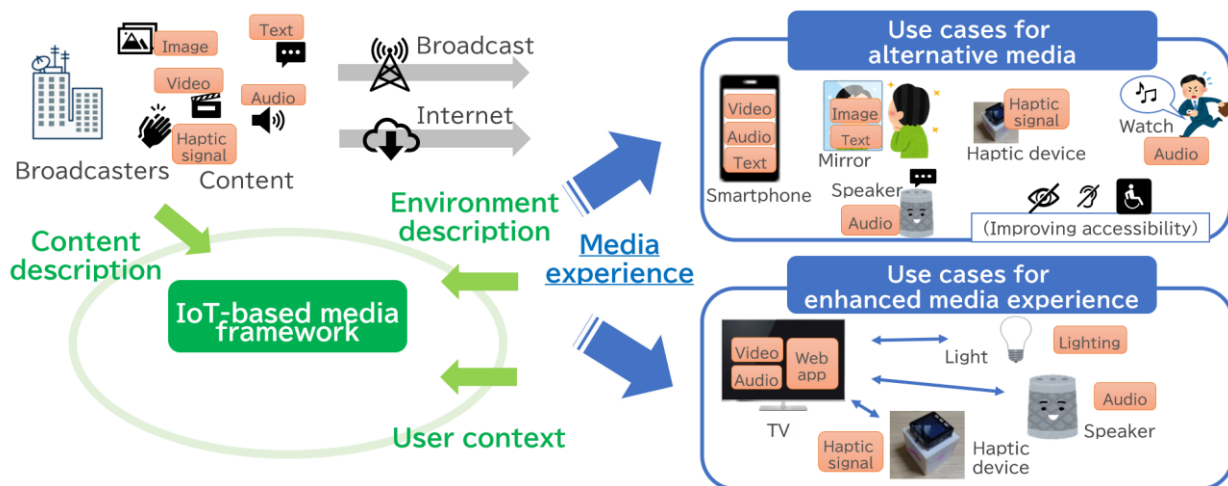 Broadcasters
Image
Text
Video
Audio
Haptic
signal
Content
Broadcast
Internet
Content
description
Environment
description
IoT-based media
framework
User context
Media
experience
Use cases for
alternative media
Video
Audio
Text
Smartphone
Image
Text
Mirror
Haptic
signal
Haptic device
Watch
Audio
Speaker
Audio
(Improving accessibility)
Use cases for
enhanced media experience
Video
Audio
Web
app
TV
Light
Lighting
Audio
Speaker
Haptic
signal
Haptic
device